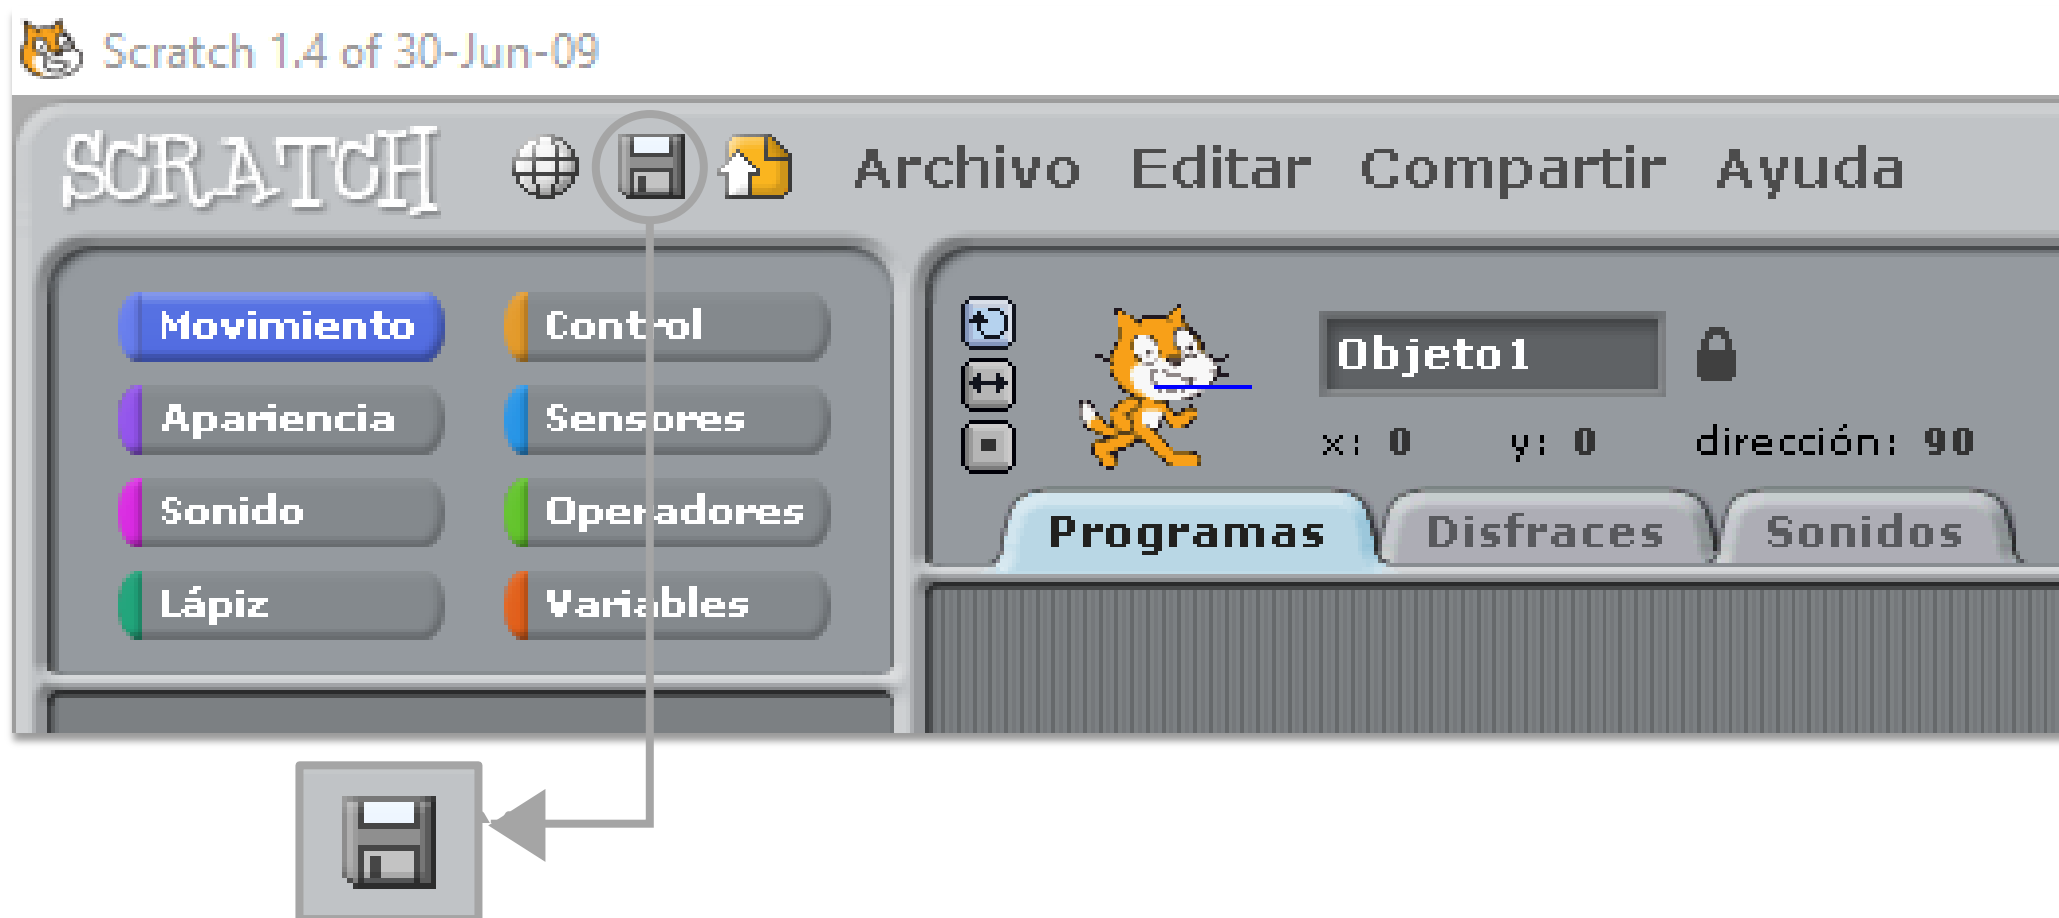 Scratch 1.4 of 30-Jun-09
SCRATCH Archivo Editar Compartir Ayuda
Movimiento Control
Apariencia Sensores
Sonido Operadores
Lápiz Variables
Objeto1
x: 0 y: 0 dirección: 90
Programas Disfraces Sonidos